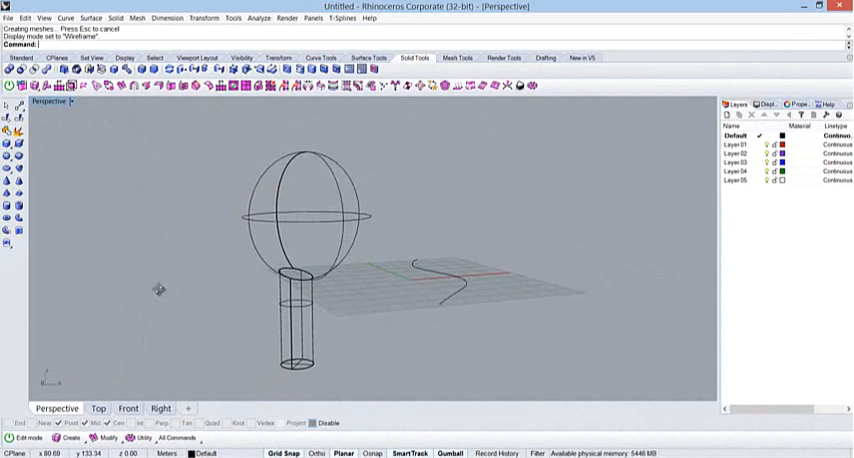 Untitled - Rhinoceros Corporate (32-bit) - [Perspective]
File Edit View Curve Surface Solid Mesh Dimension Transform Tools Analyze Render Panels T-Splines Help
Creating meshes... Press Esc to cancel
Display mode set to "Wireframe".
Command:
Standard CPlanes Set View Display Select Viewport Layout Visibility Transform Curve Tools Surface Tools Solid Tools Mesh Tools Render Tools Drafting New in V5
Perspective
Layers Displ.. Prope.. Help
Name Material Linetype
Default Continuo..
Layer 01 Continuous
Layer 02 Continuous
Layer 03 Continuous
Layer 04 Continuous
Layer 05 Continuous
Perspective Top Front Right
End Near Point Mid Cen Int Perp Tan Quad Knot Vertex Project Disable
Edit mode Create Modify Utility All Commands
CPlane x 80.69 y 133.34 z 0.00 Meters Default Grid Snap Ortho Planar Osnap SmartTrack Gumball Record History Filter Available physical memory: 5446 MB